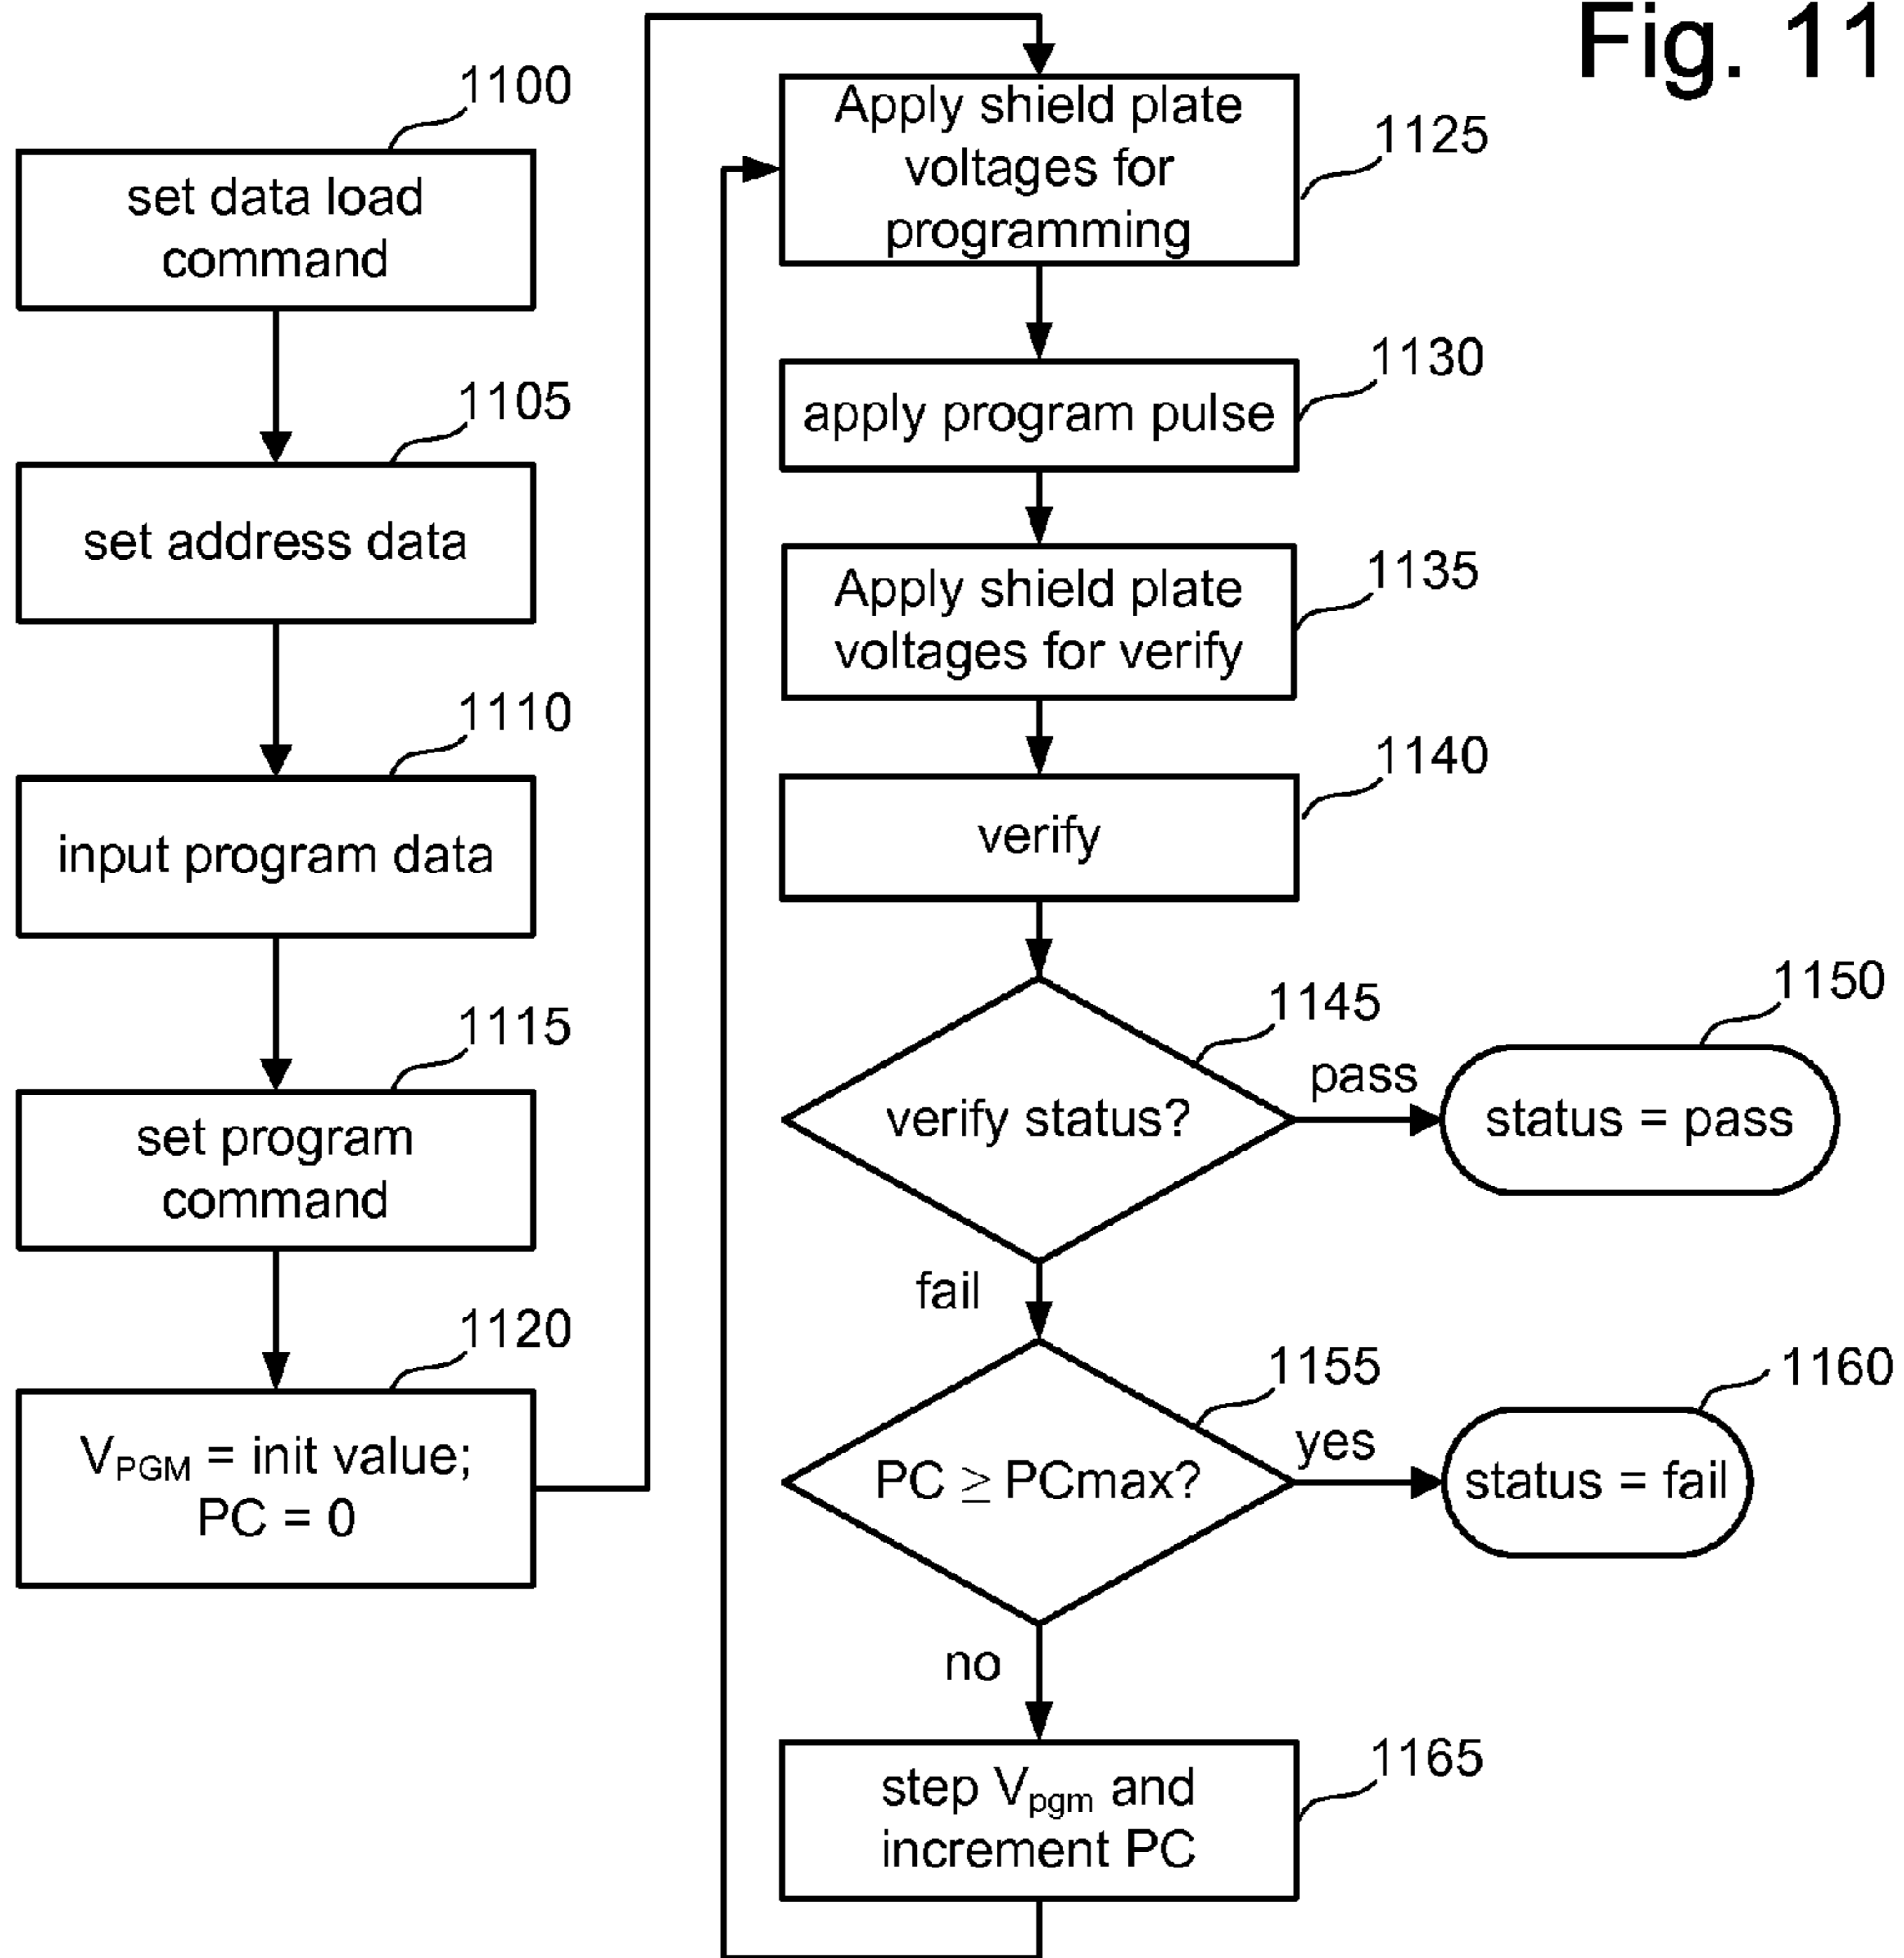 Fig. 11
1100
set data load
command
1105
set address data
1110
input program data
1115
set program
command
1120
V_PGM = init value;
PC = 0
Apply shield plate
voltages for
programming
1125
1130
apply program pulse
1135
Apply shield plate
voltages for verify
1140
verify
1145
verify status?
pass
1150
status = pass
fail
1155
PC ≥ PCmax?
yes
1160
status = fail
no
1165
step V_pgm and
increment PC